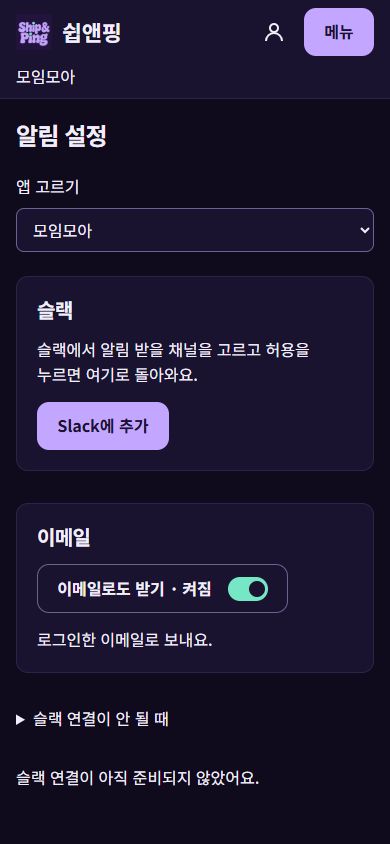 Ship&
Ping
쉽앤핑
메뉴
모임모아
알림 설정
앱 고르기
모임모아
슬랙
슬랙에서 알림 받을 채널을 고르고 허용을
누르면 여기로 돌아와요.
Slack에 추가
이메일
이메일로도 받기 · 켜짐
로그인한 이메일로 보내요.
슬랙 연결이 안 될 때
슬랙 연결이 아직 준비되지 않았어요.